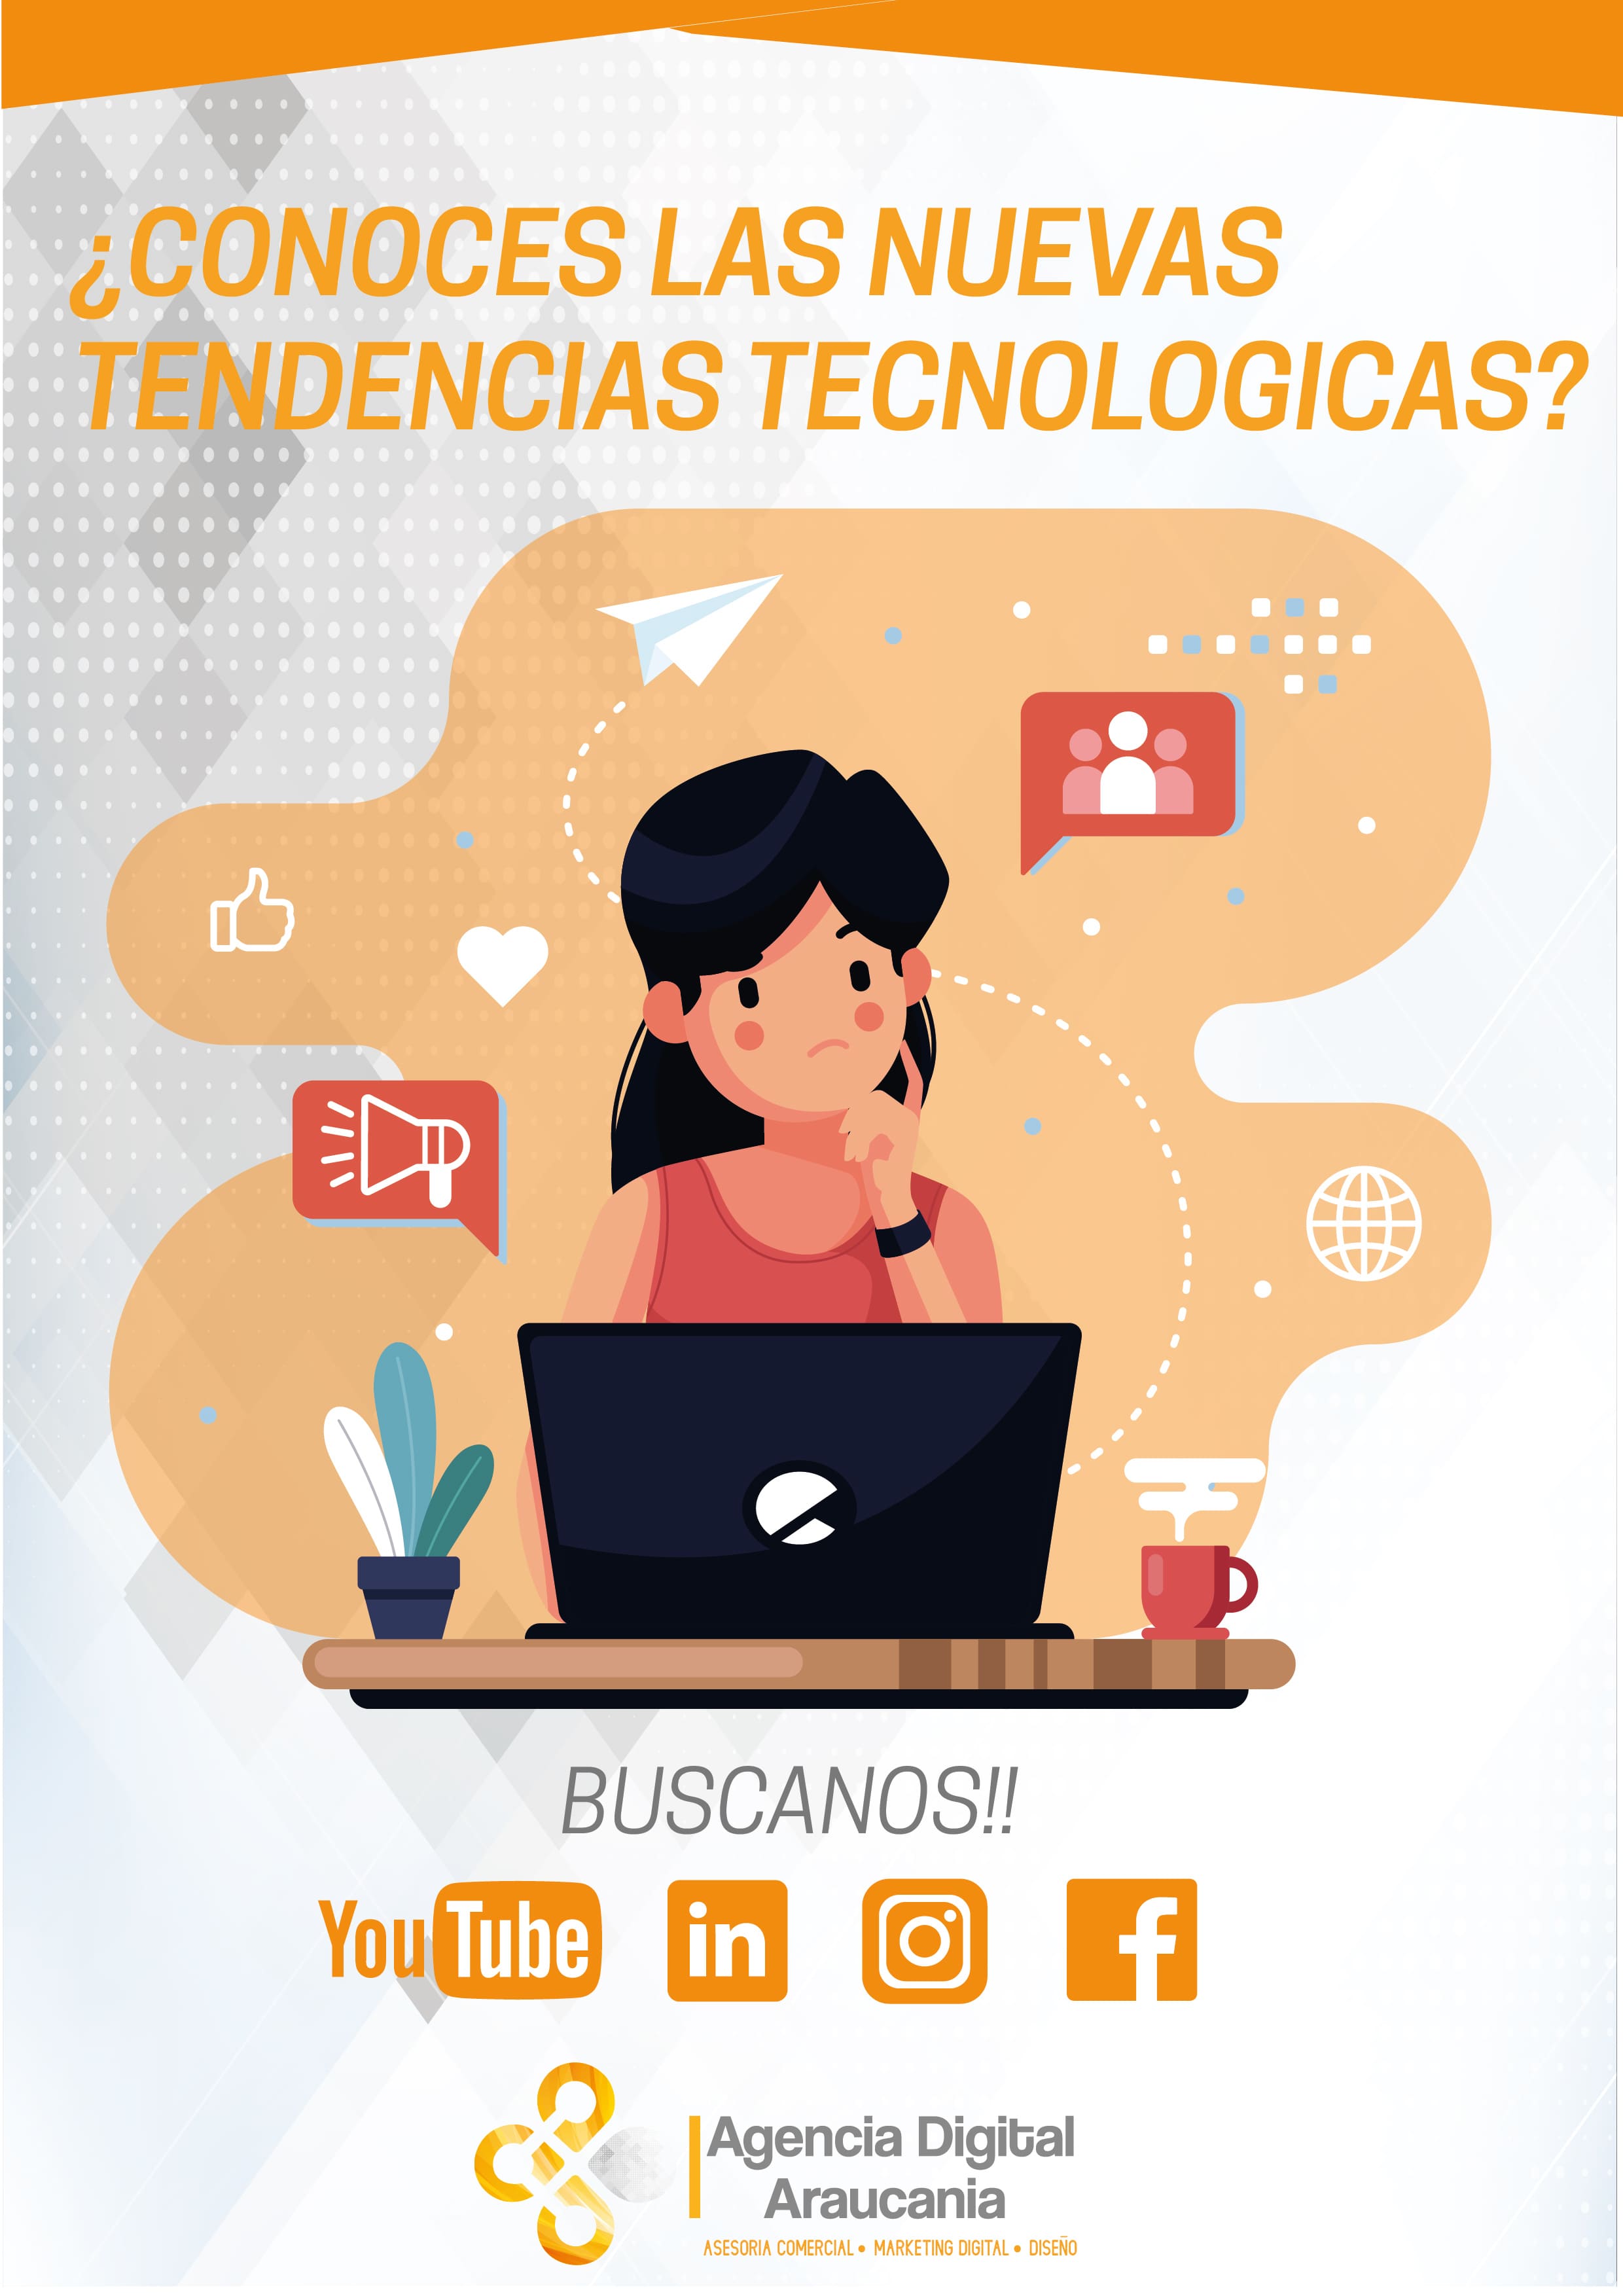 ¿CONOCES LAS NUEVAS
TENDENCIAS TECNOLOGICAS?
BUSCANOS!!
YouTube in f
Agencia Digital
Araucania
ASESORIA COMERCIAL • MARKETING DIGITAL • DISEÑO